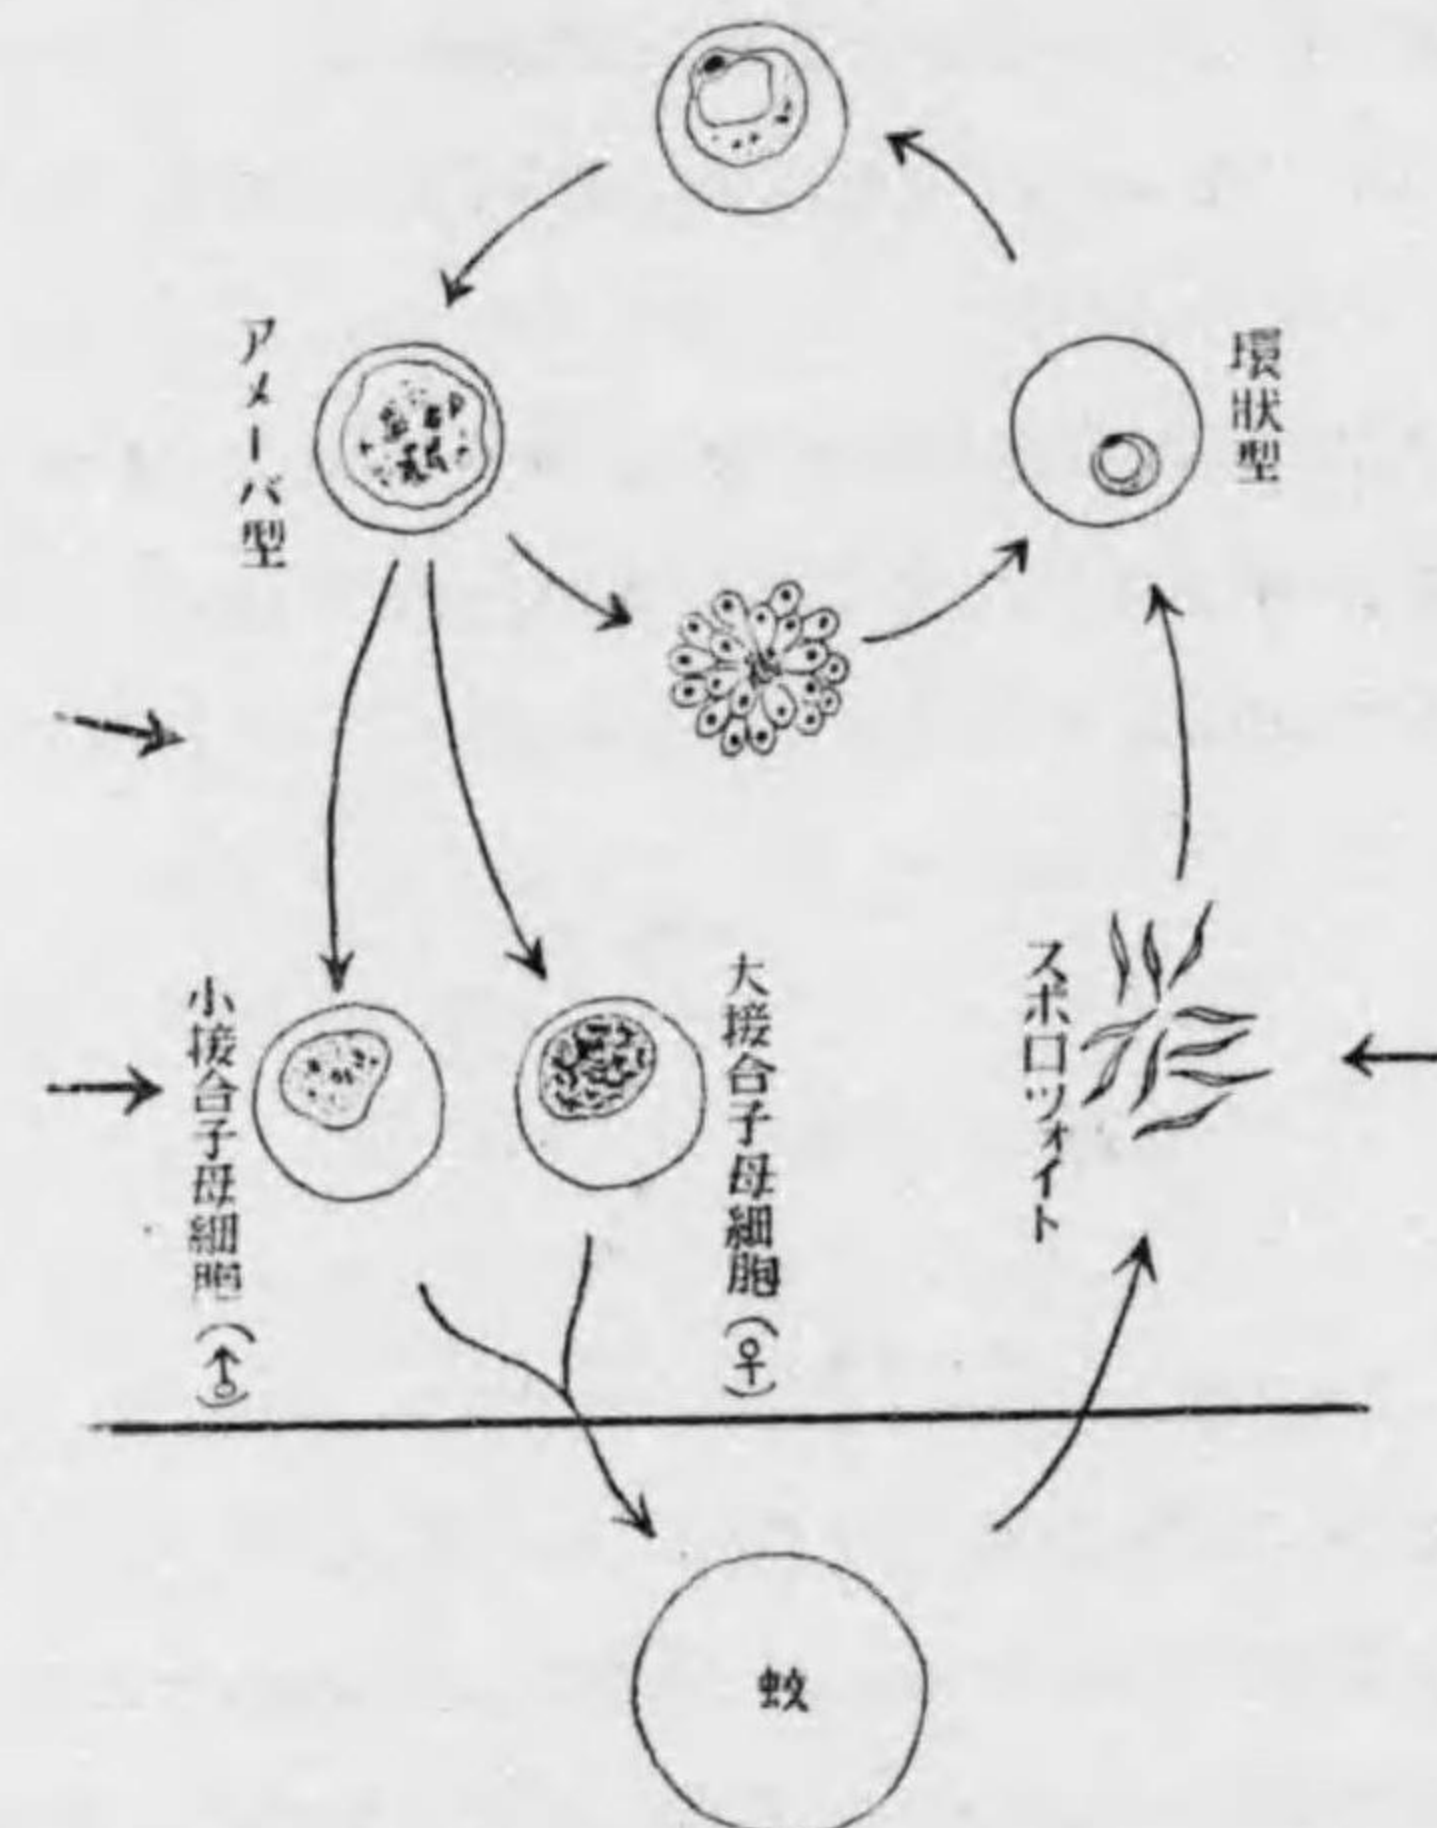 環状型
アメーバ型
スポロツォイト
大接合子母細胞(♀)
小接合子母細胞(♂)
蚊